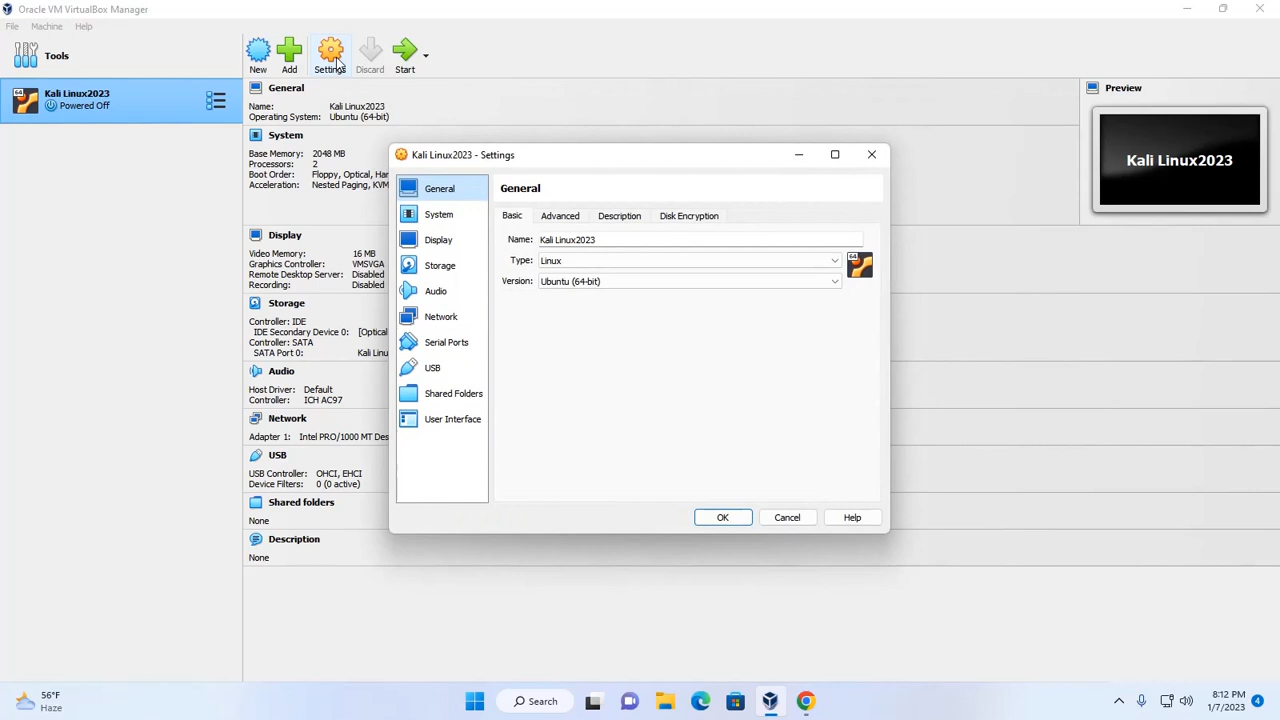 Oracle VM VirtualBox Manager
File Machine Help
Tools
New Add Settings Discard Start
64
Kali Linux2023
Powered Off
General
Name: Kali Linux2023
Operating System: Ubuntu (64-bit)
System
Base Memory: 2048 MB
Processors: 2
Boot Order: Floppy, Optical, Har
Acceleration: Nested Paging, KVM
Display
Video Memory: 16 MB
Graphics Controller: VMSVGA
Remote Desktop Server: Disabled
Recording: Disabled
Storage
Controller: IDE
IDE Secondary Device 0: [Optical
Controller: SATA
SATA Port 0: Kali Linu
Audio
Host Driver: Default
Controller: ICH AC97
Network
Adapter 1: Intel PRO/1000 MT Des
USB
USB Controller: OHCI, EHCI
Device Filters: 0 (0 active)
Shared folders
None
Description
None
Preview
Kali Linux2023
Kali Linux2023 - Settings
General
System
Display
Storage
Audio
Network
Serial Ports
USB
Shared Folders
User Interface
General
Basic Advanced Description Disk Encryption
Name: Kali Linux2023
Type: Linux
64
Version: Ubuntu (64-bit)
OK Cancel Help
56°F
Haze
Search
8:12 PM
1/7/2023
4